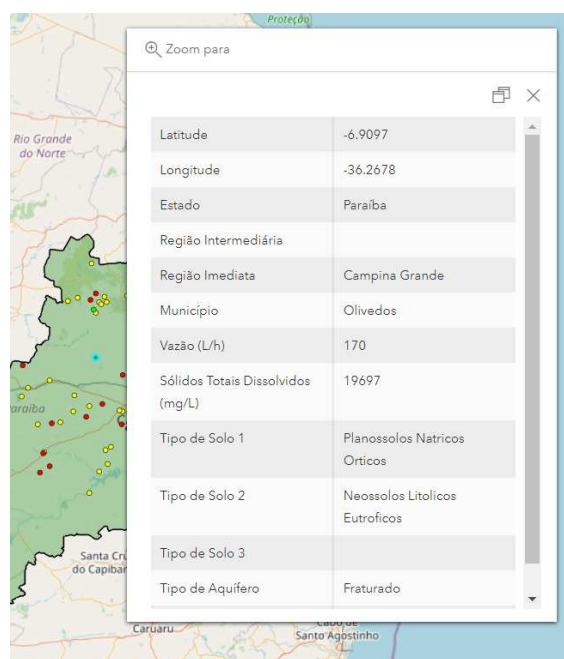 Proteção
Zoom para
Rio Grande
do Norte
Latitude -6.9097
Longitude -36.2678
Estado Paraíba
Região Intermediária
Região Imediata Campina Grande
Município Olivedos
Vazão (L/h) 170
Sólidos Totais Dissolvidos 19697
(mg/L)
Tipo de Solo 1 Planossolos Natricos
Orticos
Tipo de Solo 2 Neossolos Litolicos
Eutroficos
Tipo de Solo 3
Tipo de Aquífero Fraturado
araíba
Santa Cru
do Capibar
Caruaru
Cabo de
Santo Agostinho